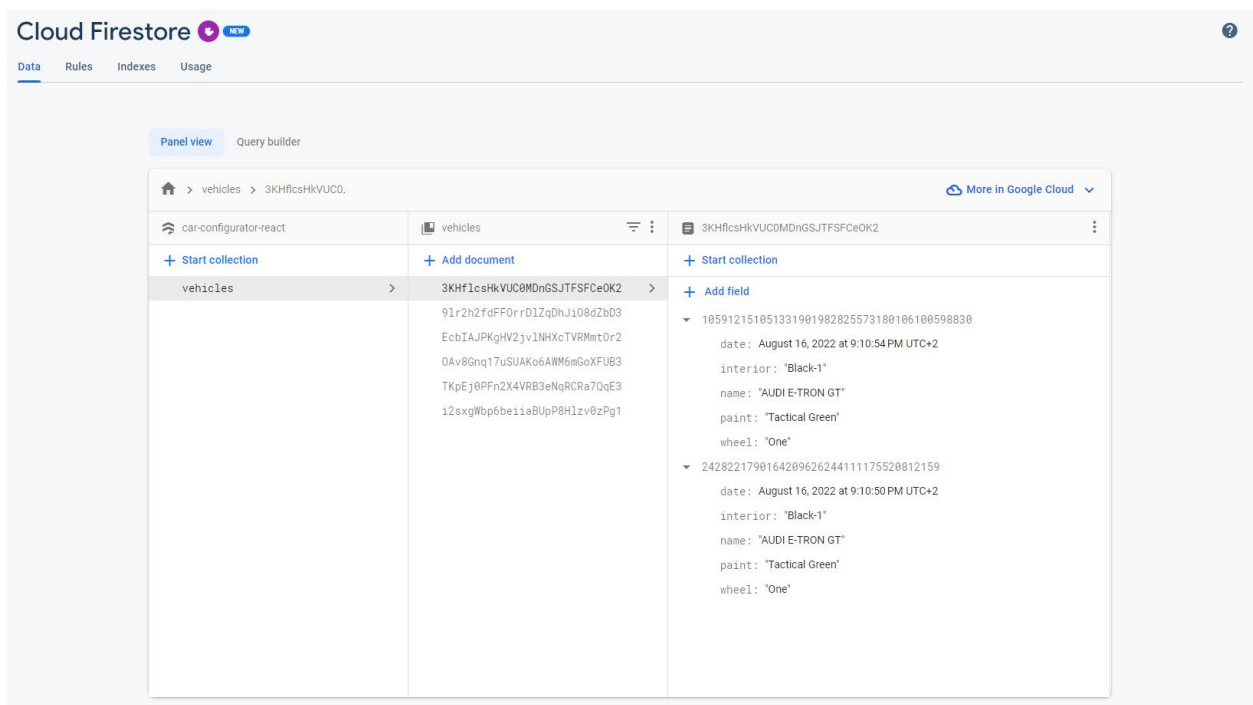 Cloud Firestore NEW
Data Rules Indexes Usage
Panel view Query builder
vehicles > 3KHflcsHkVUC0.
More in Google Cloud
car-configurator-react
Start collection
vehicles
vehicles
Add document
3KHflcsHkVUC0MDnGSJTFSFCeOK2
9lr2h2fdFFOrrDlZqDhJiO8dZbD3
EcbIAJPKgHV2jvlNHXcTVRMmtOr2
OAv8Gnq17uSUAKo6AWM6mGoXFUB3
TKpEj0PFn2X4VRB3eNqRCRa7QqE3
i2sxgWbp6beiiaBUpP8Hlzv0zPg1
3KHflcsHkVUC0MDnGSJTFSFCeOK2
Start collection
Add field
105912151051331901982825573180106100598830
date: August 16, 2022 at 9:10:54 PM UTC+2
interior: "Black-1"
name: "AUDI E-TRON GT"
paint: "Tactical Green"
wheel: "One"
242822179016420962624411117552081​2159
date: August 16, 2022 at 9:10:50 PM UTC+2
interior: "Black-1"
name: "AUDI E-TRON GT"
paint: "Tactical Green"
wheel: "One"